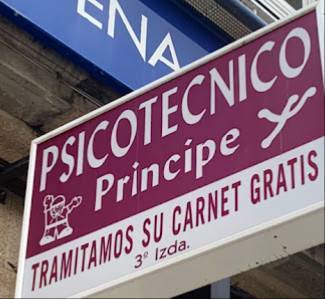 ENA
PSICOTECNICO
Principe
TRAMITAMOS SU CARNET GRATIS
3º Izda.